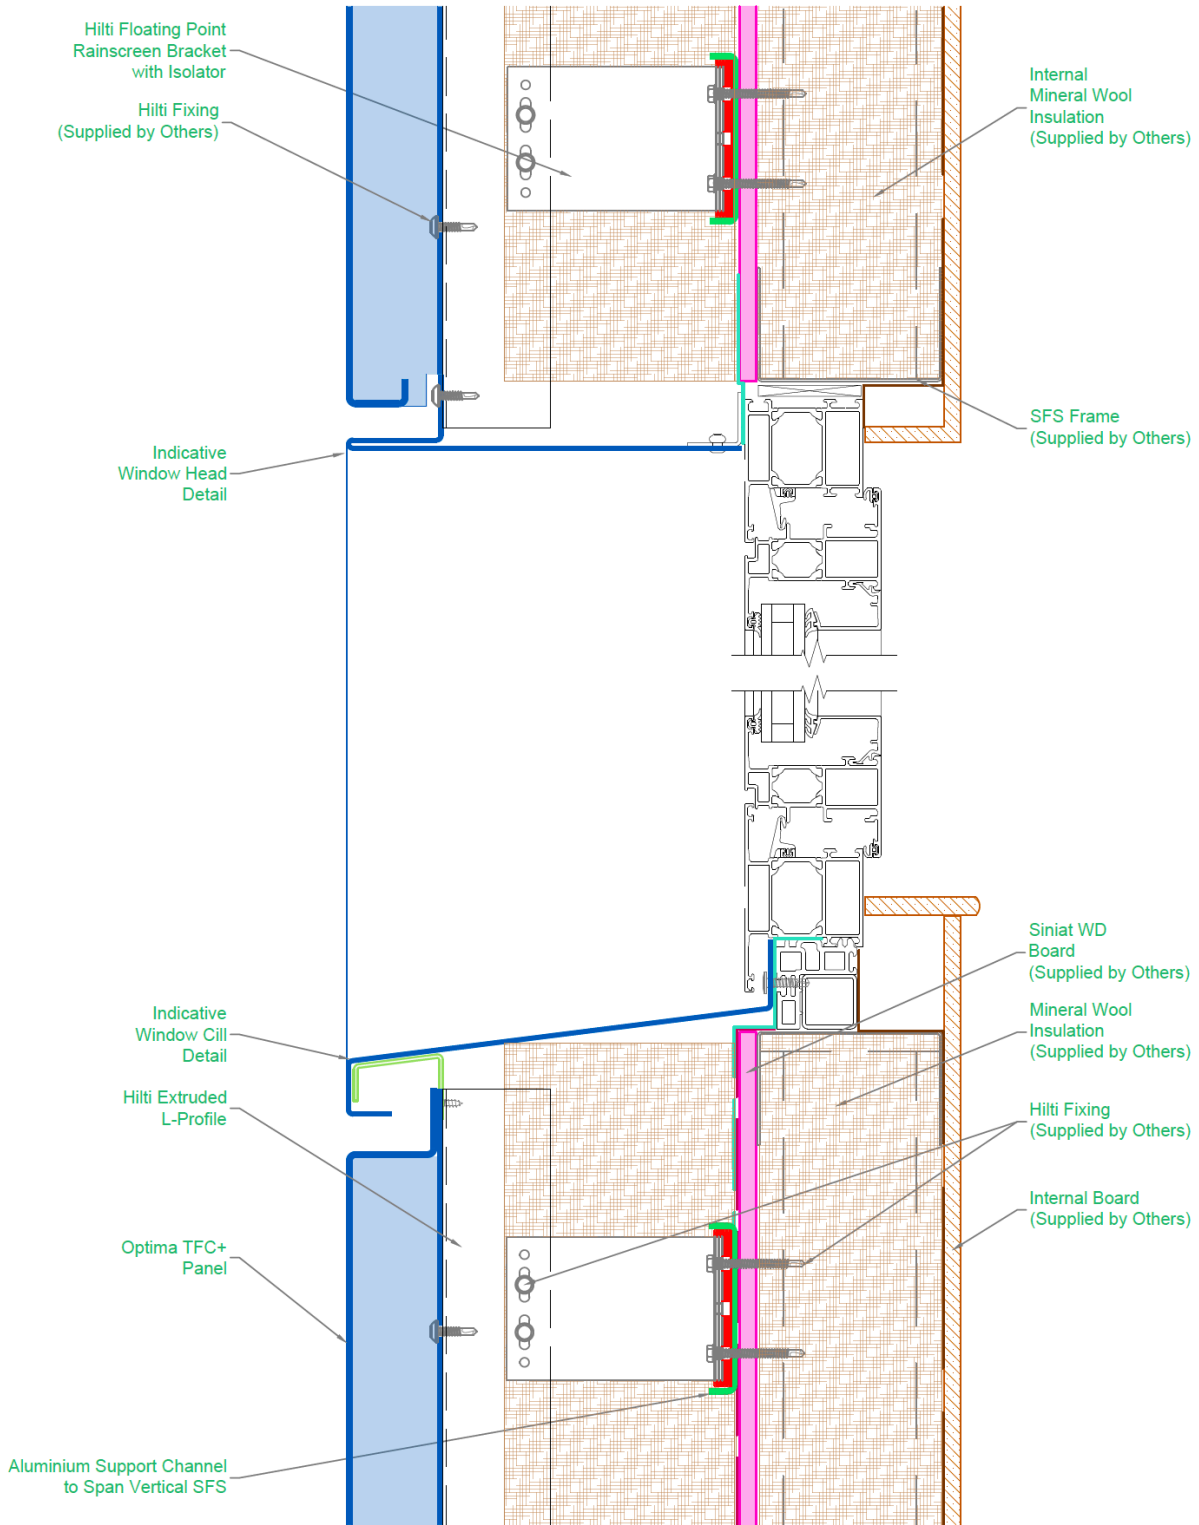 Hilti Floating Point
Rainscreen Bracket
with Isolator
Hilti Fixing
(Supplied by Others)
Internal
Mineral Wool
Insulation
(Supplied by Others)
SFS Frame
(Supplied by Others)
Indicative
Window Head
Detail
Siniat WD
Board
(Supplied by Others)
Indicative
Window Cill
Detail
Mineral Wool
Insulation
(Supplied by Others)
Hilti Extruded
L-Profile
Hilti Fixing
(Supplied by Others)
Internal Board
(Supplied by Others)
Optima TFC+
Panel
Aluminium Support Channel
to Span Vertical SFS